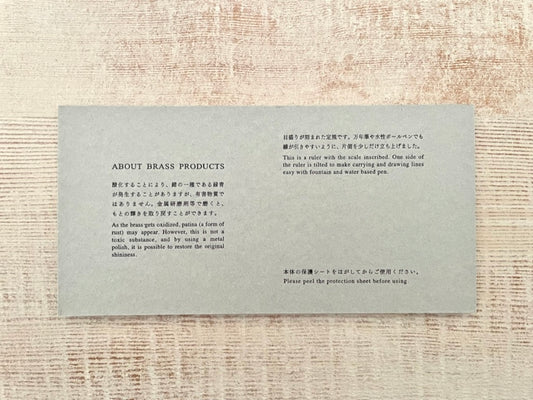 ABOUT BRASS PRODUCTS
酸化することにより、錆の一種である緑青
が発生することがありますが、有害物質で
はありません。金属研磨剤等で磨くと、
もとの輝きを取り戻すことができます。
As the brass gets oxidized, patina (a form of
rust) may appear. However, this is not a
toxic substance, and by using a metal
polish, it is possible to restore the original
shininess.
目盛りが刻まれた定規です。万年筆や水性ボールペンでも
線が引きやすいように、片側を少しだけ立ち上げました。
This is a ruler with the scale inscribed. One side of
the ruler is tilted to make carrying and drawing lines
easy with fountain and water based pen.
本体の保護シートをはがしてからご使用ください。
Please peel the protection sheet before using